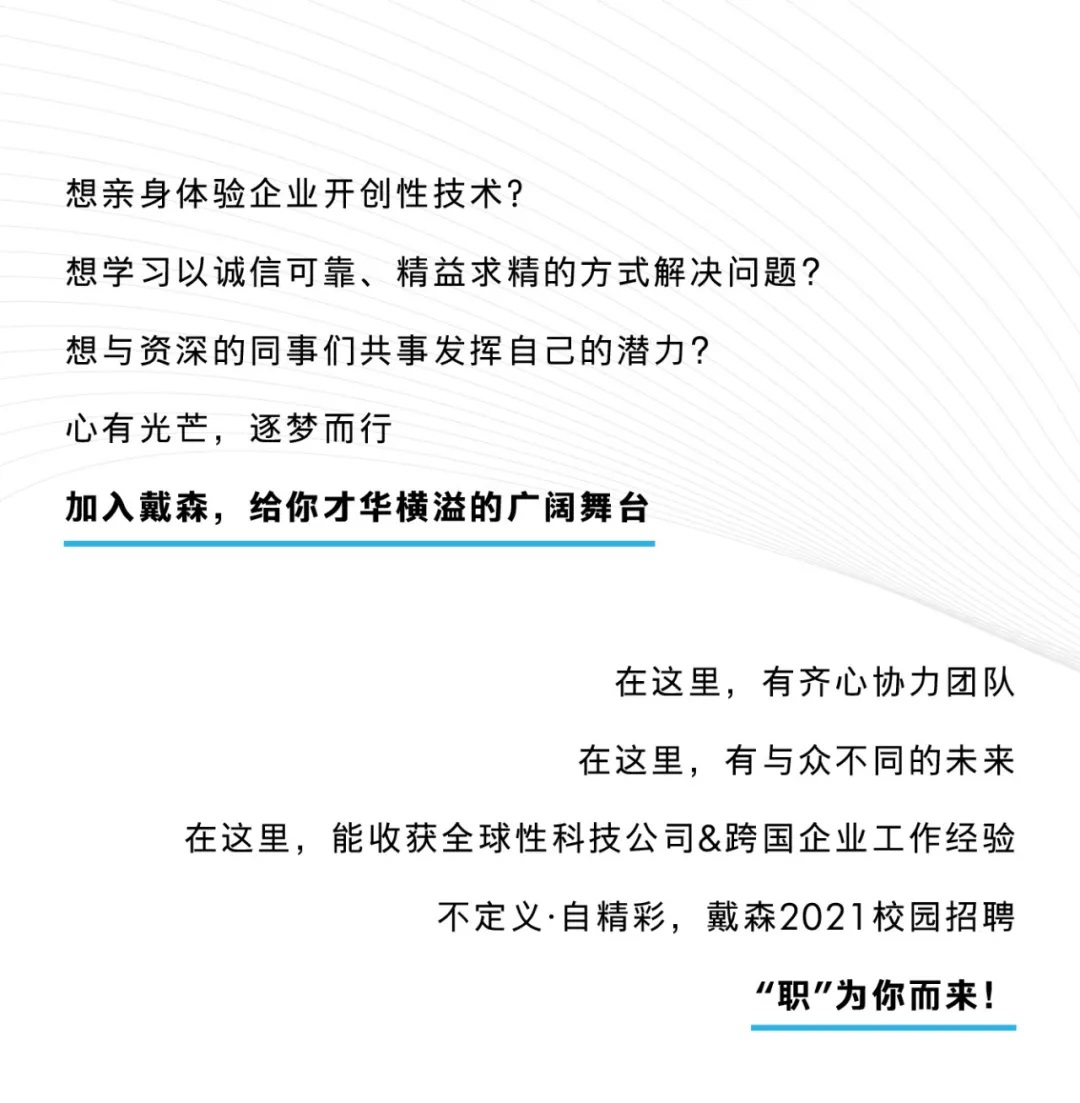 想亲身体验企业开创性技术？
想学习以诚信可靠、精益求精的方式解决问题？
想与资深的同事们共事发挥自己的潜力？
心有光芒，逐梦而行
加入戴森，给你才华横溢的广阔舞台
在这里，有齐心协力团队
在这里，有与众不同的未来
在这里，能收获全球性科技公司&跨国企业工作经验
不定义·自精彩，戴森2021校园招聘
“职”为你而来！